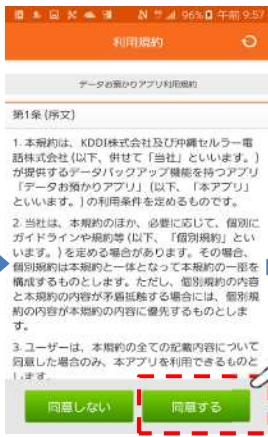 96% 午前 9:57
利用規約
データお預かりアプリ利用規約
第1条 (序文)
1. 本規約は、KDDI株式会社及び沖縄セルラー電
話株式会社 (以下、併せて「当社」といいます。)
が提供するデータバックアップ機能を持つアプリ
「データお預かりアプリ」(以下、「本アプリ」
といいます。) の利用条件を定めるものです。
2. 当社は、本規約のほか、必要に応じて、個別に
ガイドラインや規約等 (以下、「個別規約」とい
います。) を定める場合があります。その場合、
個別規約は本規約と一体となって本規約の一部を
構成するものとします。ただし、個別規約の内容
と本規約の内容が矛盾抵触する場合には、個別規
約の内容が本規約の内容に優先するものとしま
す。
3. ユーザーは、本規約の全ての記載内容について
同意した場合のみ、本アプリを利用できるものと
します。
同意しない
同意する